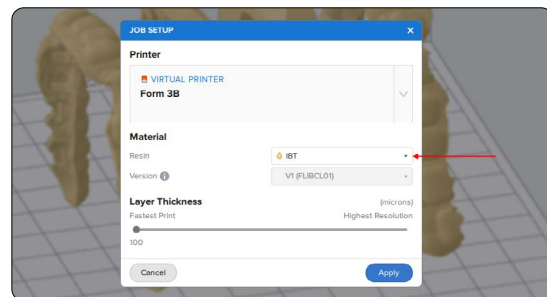 JOB SETUP X
Printer
VIRTUAL PRINTER
Form 3B
Material
Resin IBT
Version V1 (FLIBCL01)
Layer Thickness (microns)
Fastest Print Highest Resolution
100
Cancel Apply